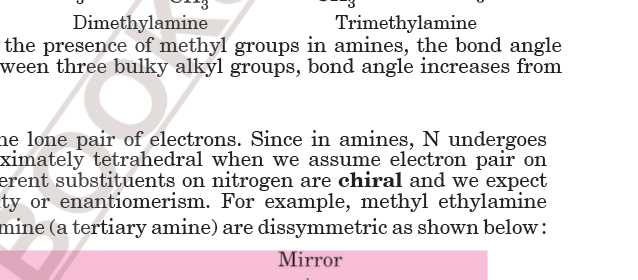 CH3
Dimethylamine Trimethylamine
the presence of methyl groups in amines, the bond angle
ween three bulky alkyl groups, bond angle increases from
ne lone pair of electrons. Since in amines, N undergoes
ximately tetrahedral when we assume electron pair on
erent substituents on nitrogen are chiral and we expect
ty or enantiomerism. For example, methyl ethylamine
mine (a tertiary amine) are dissymmetric as shown below:
Mirror